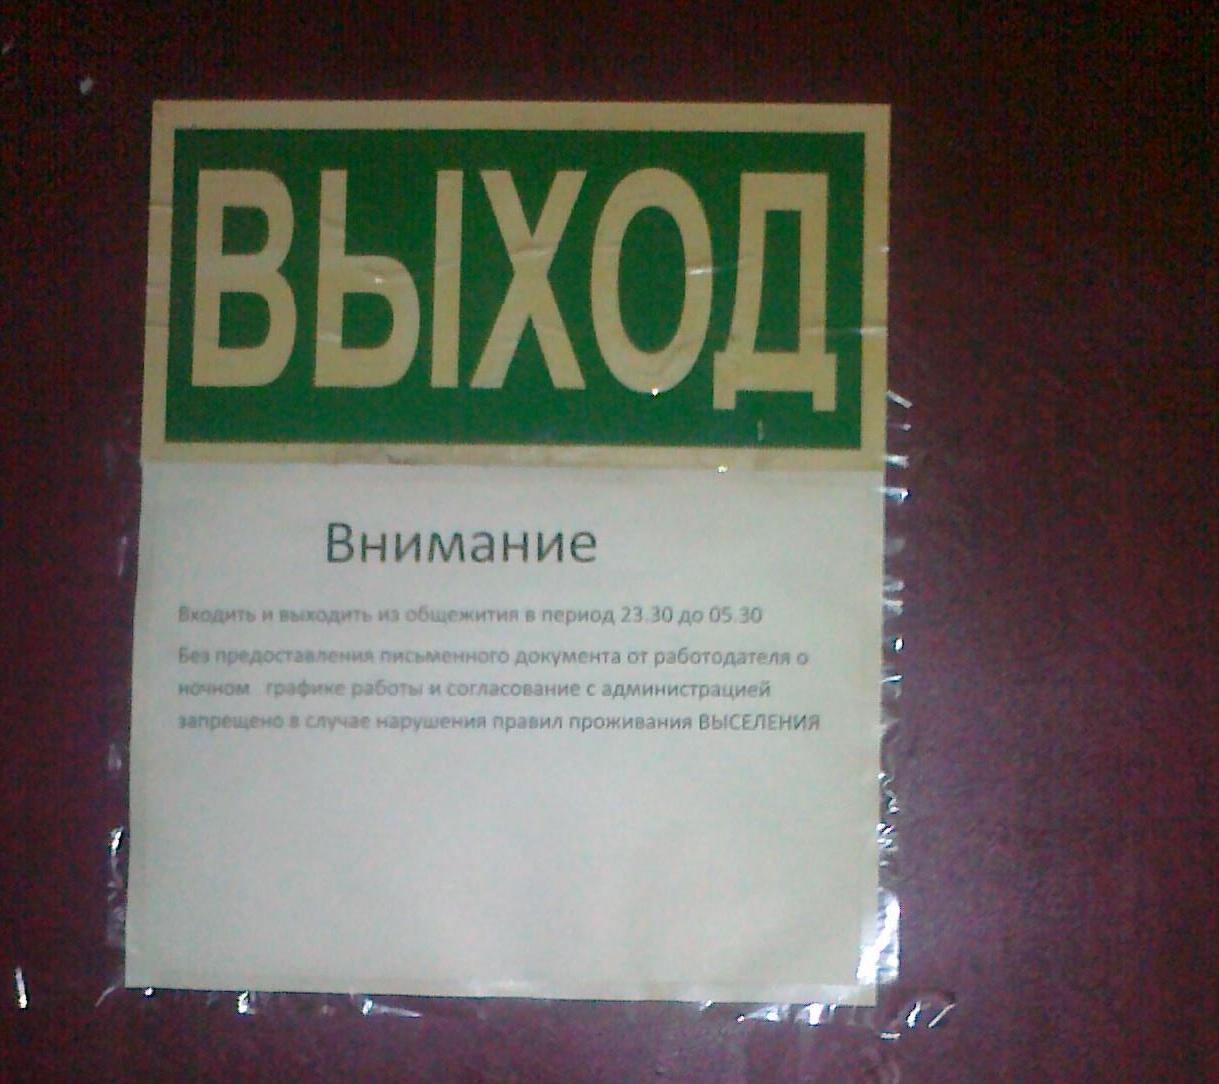 ВЫХОД
Внимание
Входить и выходить из общежития в период 23.30 до 05.30
Без предоставления письменного документа от работодателя о
ночном графике работы и согласование с администрацией
запрещено в случае нарушения правил проживания ВЫСЕЛЕНИЯ